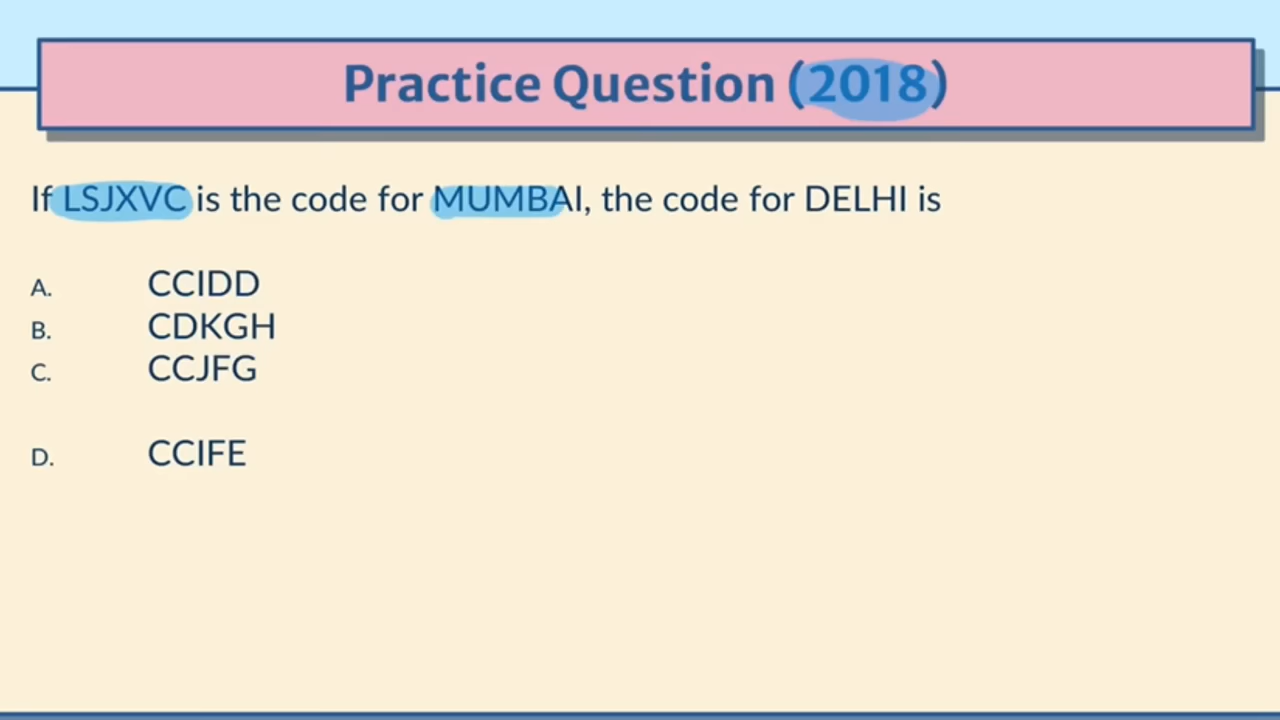 Practice Question (2018)
If LSJXVC is the code for MUMBAI, the code for DELHI is
A. CCIDD
B. CDKGH
C. CCJFG
D. CCIFE